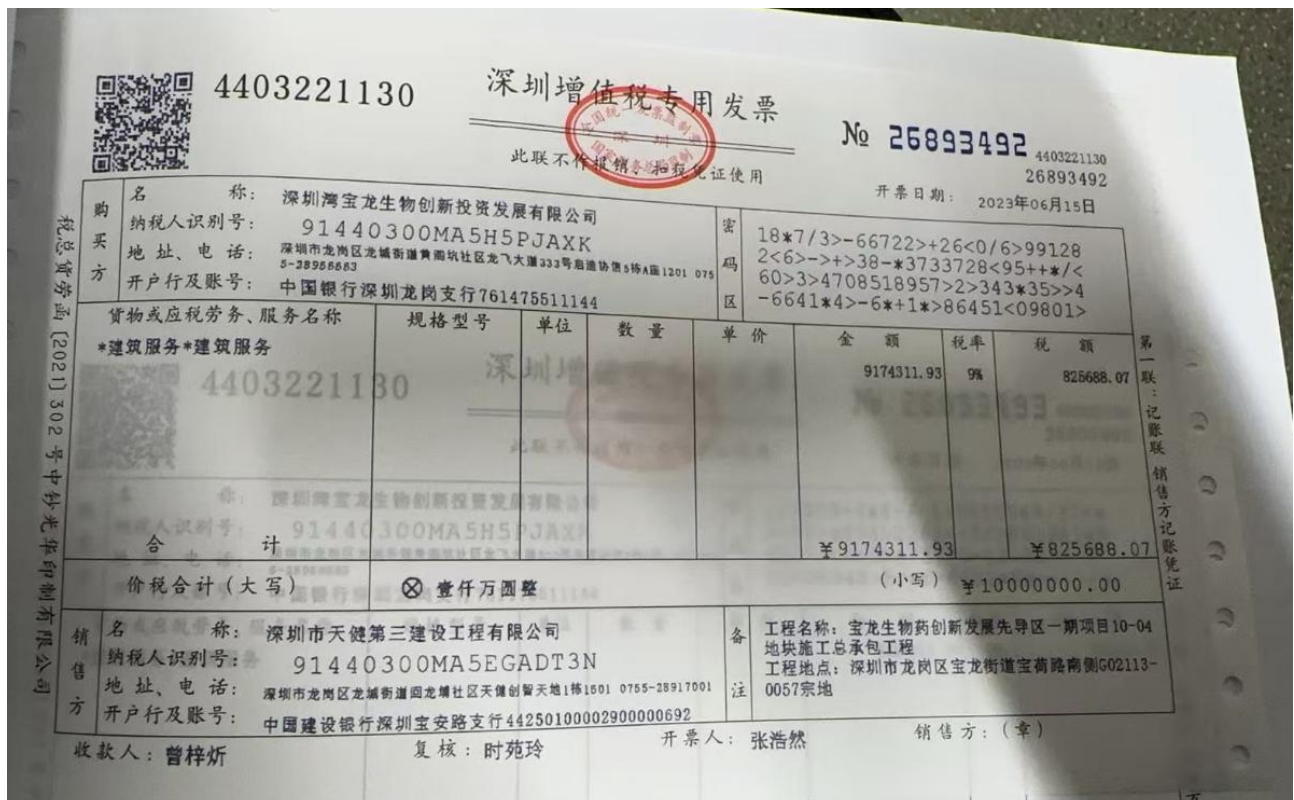 4403221130
深圳增值税专用发票
No 26893492
4403221130
26893492
此联不作报销、扣税凭证使用
开票日期: 2023年06月15日
税总货劳函[2021]302号中钞光华印制有限公司
购买方
名 称: 深圳湾宝龙生物创新投资发展有限公司
纳税人识别号: 91440300MA5H5PJAXK
地址、电话: 深圳市龙岗区龙城街道黄阁坑社区龙飞大道333号启迪协信5栋A座1201 075
5-28958583
开户行及账号: 中国银行深圳龙岗支行761475511144
密码区
18*7/3>-66722>+26<0/6>99128
2<6>->+>38-*3733728<95++*/<
60>3>4708518957>2>343*35>>4
-6641*4>-6*+1*>86451<09801>
货物或应税劳务、服务名称 规格型号 单位 数量 单价 金额 税率 税额
*建筑服务*建筑服务 9174311.93 9% 825688.07
合 计 ¥9174311.93 ¥825688.07
价税合计(大写) ⊗ 壹仟万圆整 (小写) ¥10000000.00
第一联:记账联 销售方记账凭证
销售方
名 称: 深圳市天健第三建设工程有限公司
纳税人识别号: 91440300MA5EGADT3N
地址、电话: 深圳市龙岗区龙城街道回龙埔社区天健创智天地1栋1501 0755-28917001
开户行及账号: 中国建设银行深圳宝安路支行44250100002900000692
备注
工程名称: 宝龙生物药创新发展先导区一期项目10-04
地块施工总承包工程
工程地点: 深圳市龙岗区宝龙街道宝荷路南侧G02113-
0057宗地
收款人: 曾梓炘 复核: 时苑玲 开票人: 张浩然 销售方:(章)